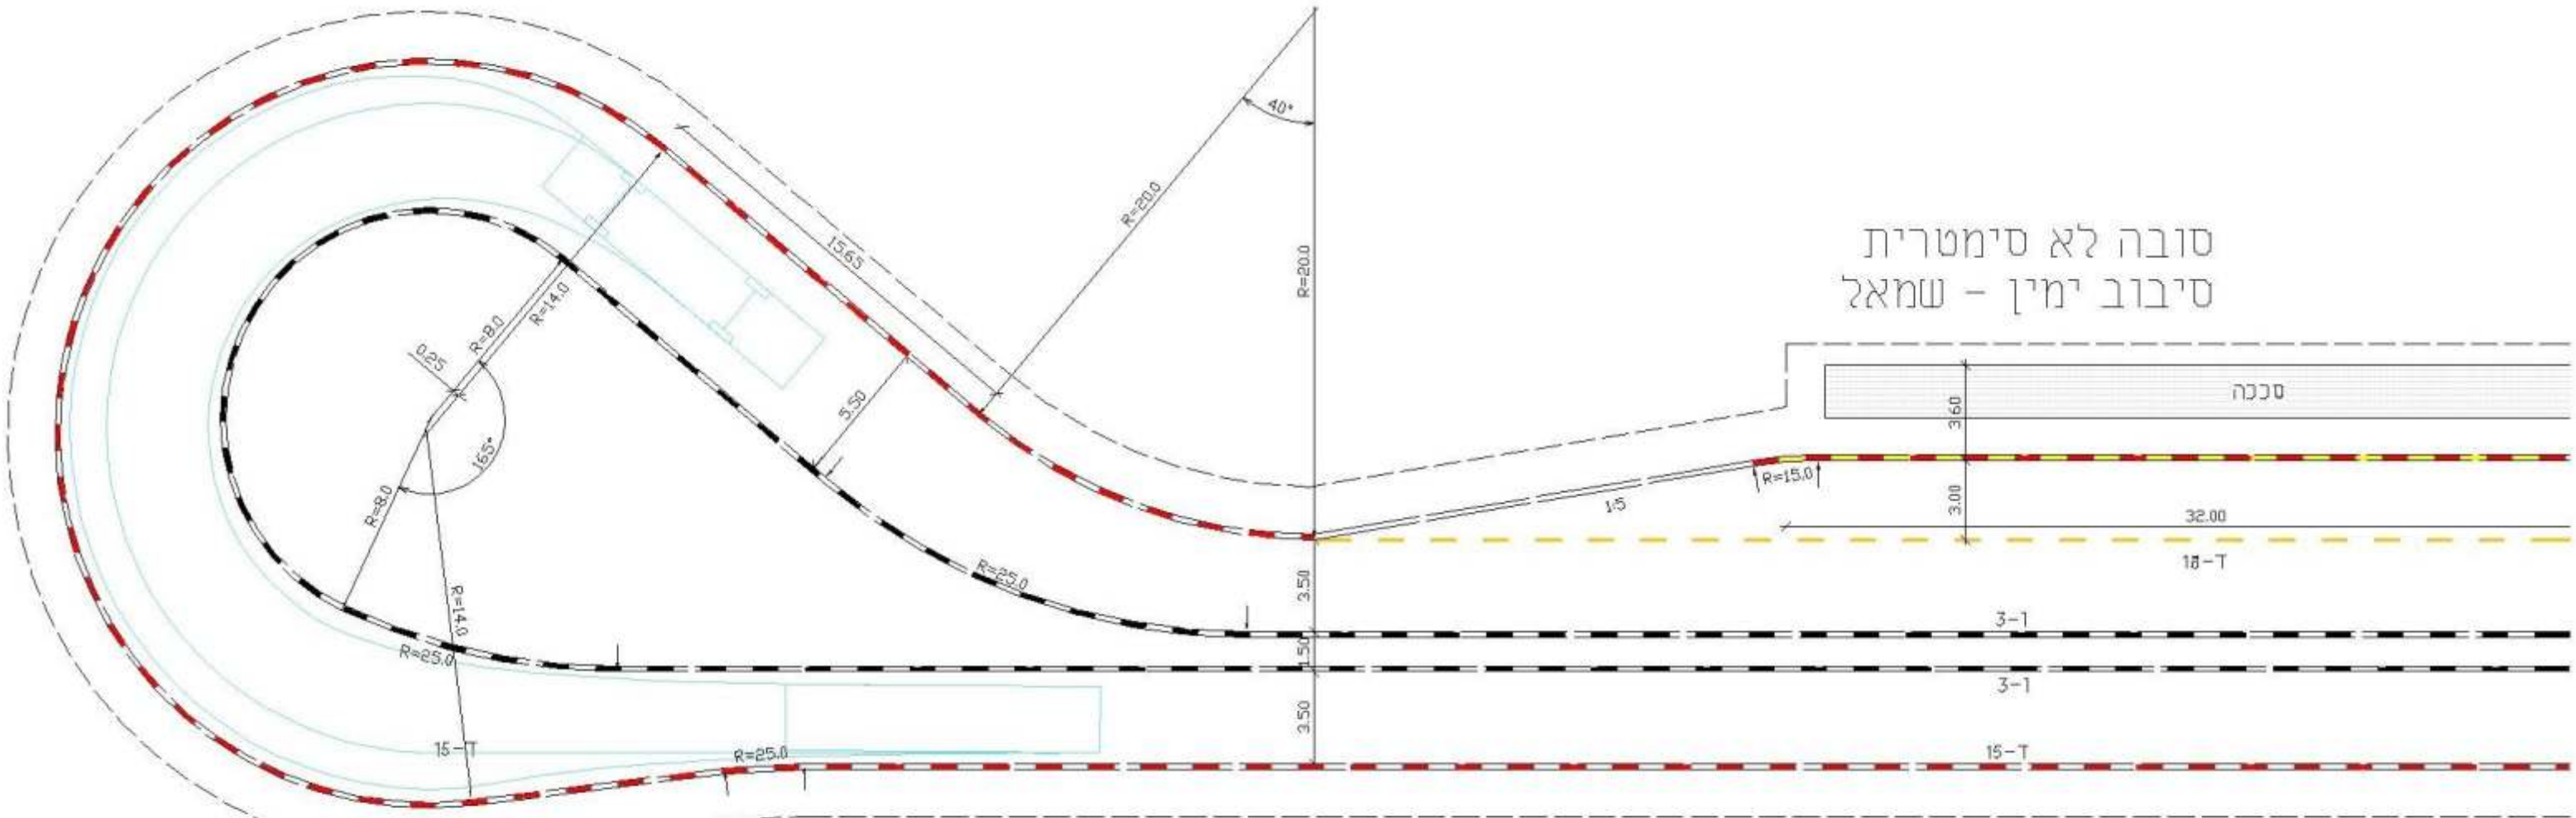 40°
R=20.0
15.65
R=20.0
סובה לא סימטרית
סיבוב ימין - שמאל
R=14.0
R=8.0
0.25
סככה
3.60
5.50
165°
R=15.0
1:5
3.00
32.00
R=8.0
ד-18
R=25.0
3.50
R=14.0
3-1
1.50
R=25.0
3-1
3.50
ד-15
R=25.0
ד-15